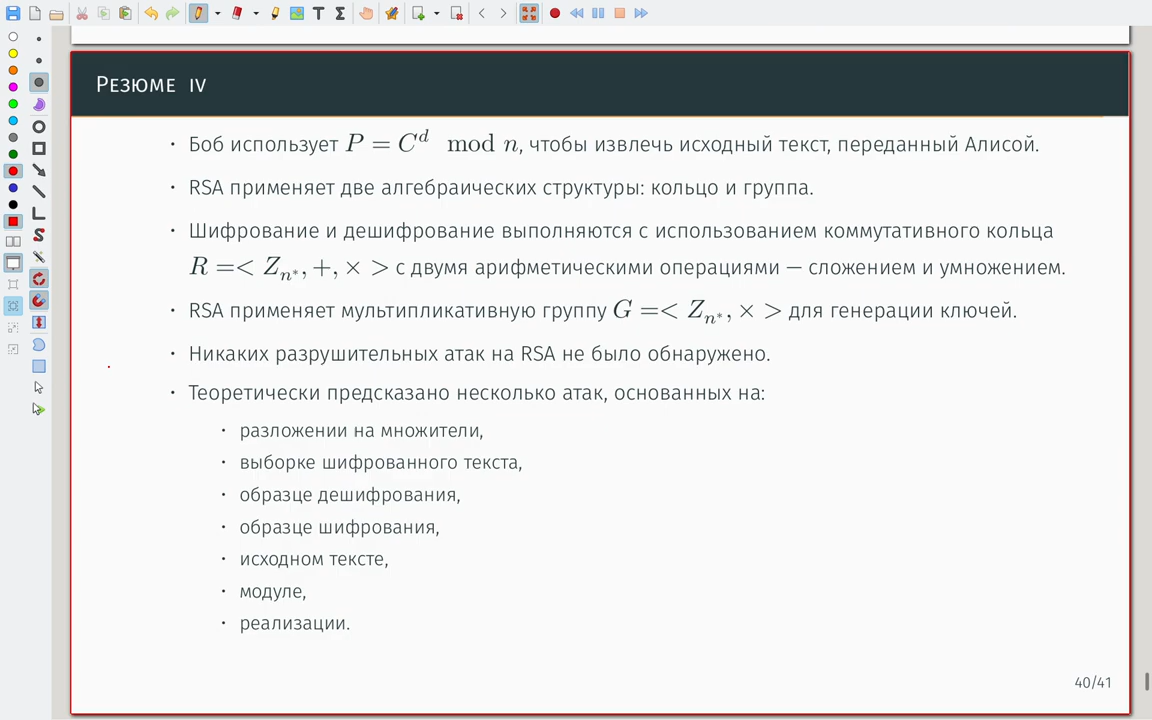 Резюме IV
· Боб использует P = C^d mod n, чтобы извлечь исходный текст, переданный Алисой.
· RSA применяет две алгебраических структуры: кольцо и группа.
· Шифрование и дешифрование выполняются с использованием коммутативного кольца
R =< Z_{n*}, +, × > с двумя арифметическими операциями – сложением и умножением.
· RSA применяет мультипликативную группу G =< Z_{n*}, × > для генерации ключей.
· Никаких разрушительных атак на RSA не было обнаружено.
· Теоретически предсказано несколько атак, основанных на:
· разложении на множители,
· выборке шифрованного текста,
· образце дешифрования,
· образце шифрования,
· исходном тексте,
· модуле,
· реализации.
40/41